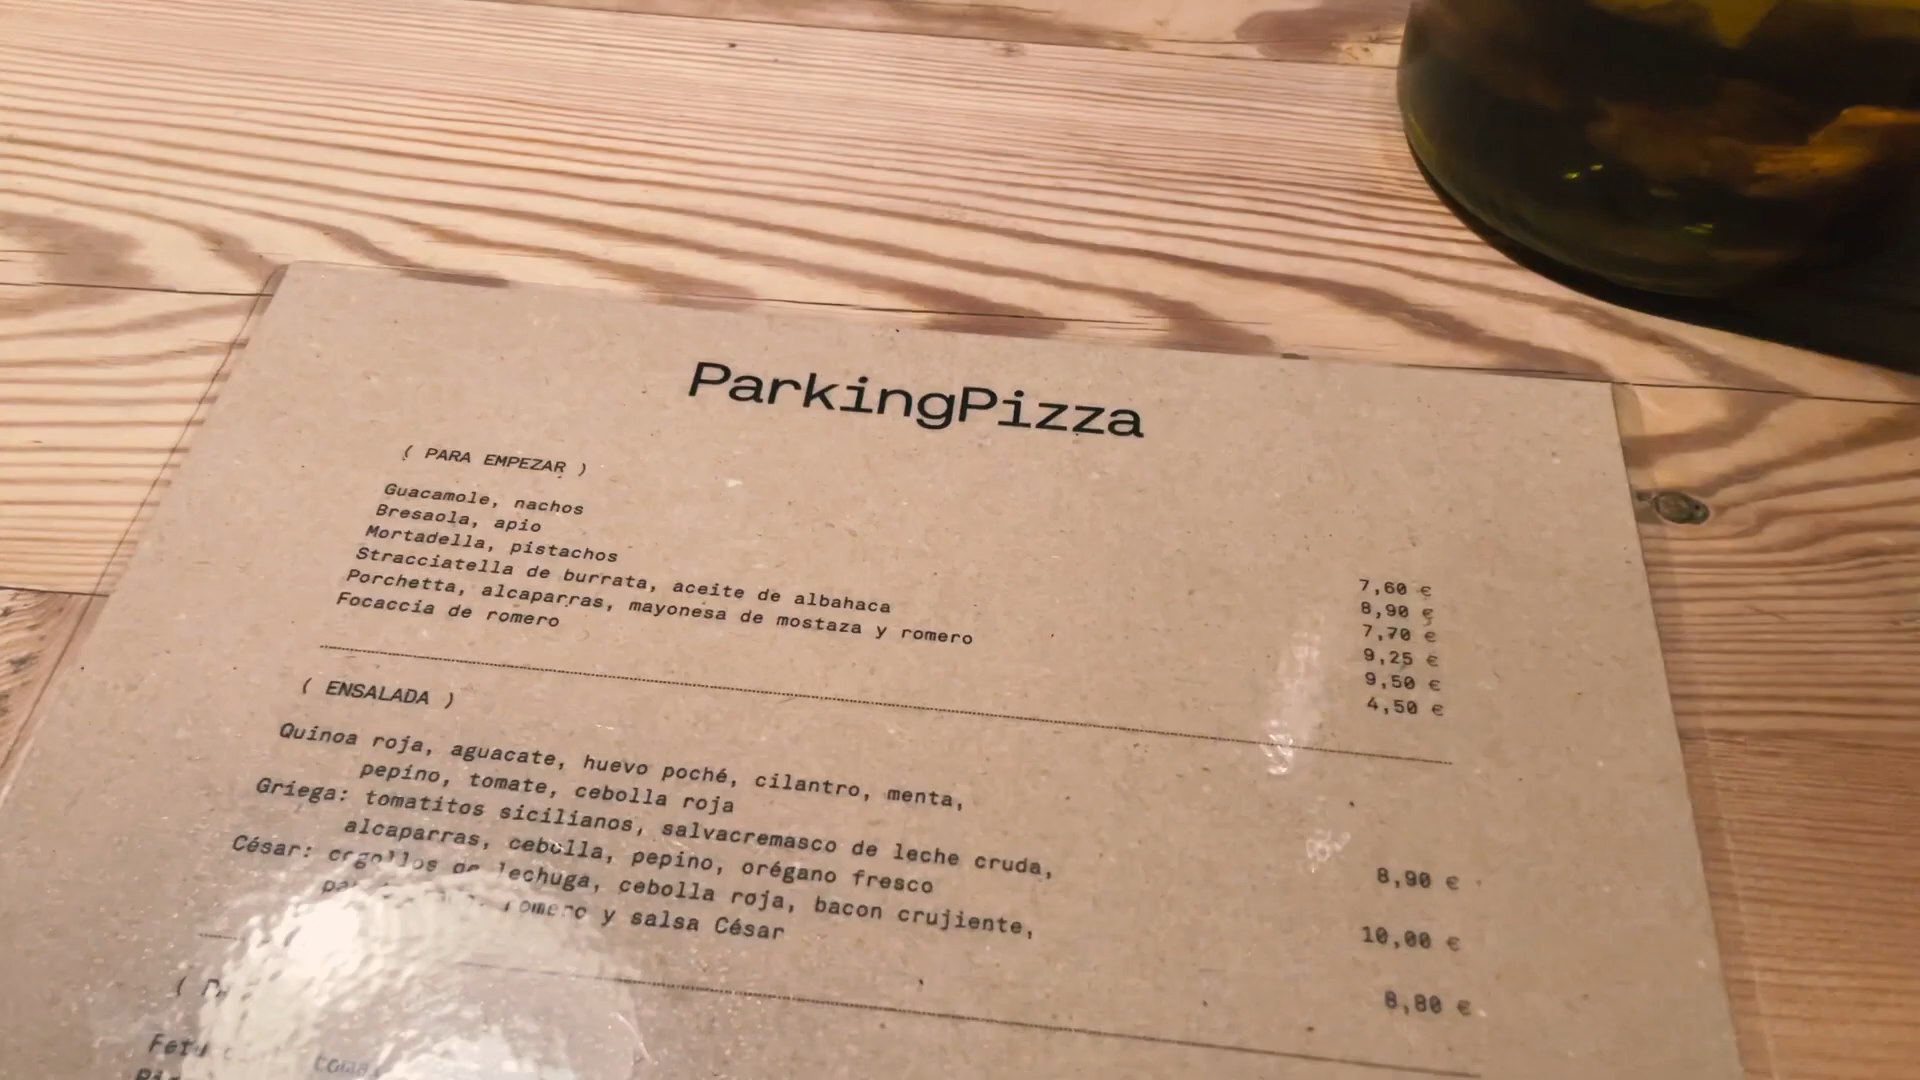 ParkingPizza
( PARA EMPEZAR )
Guacamole, nachos 7,60 €
Bresaola, apio 8,90 €
Mortadella, pistachos 7,70 €
Stracciatella de burrata, aceite de albahaca 9,25 €
Porchetta, alcaparras, mayonesa de mostaza y romero 9,50 €
Focaccia de romero 4,50 €
( ENSALADA )
Quinoa roja, aguacate, huevo poché, cilantro, menta,
pepino, tomate, cebolla roja 8,90 €
Griega: tomatitos sicilianos, salvacremasco de leche cruda,
alcaparras, cebolla, pepino, orégano fresco 10,00 €
César: cogollos de lechuga, cebolla roja, bacon crujiente,
romero y salsa César 8,80 €